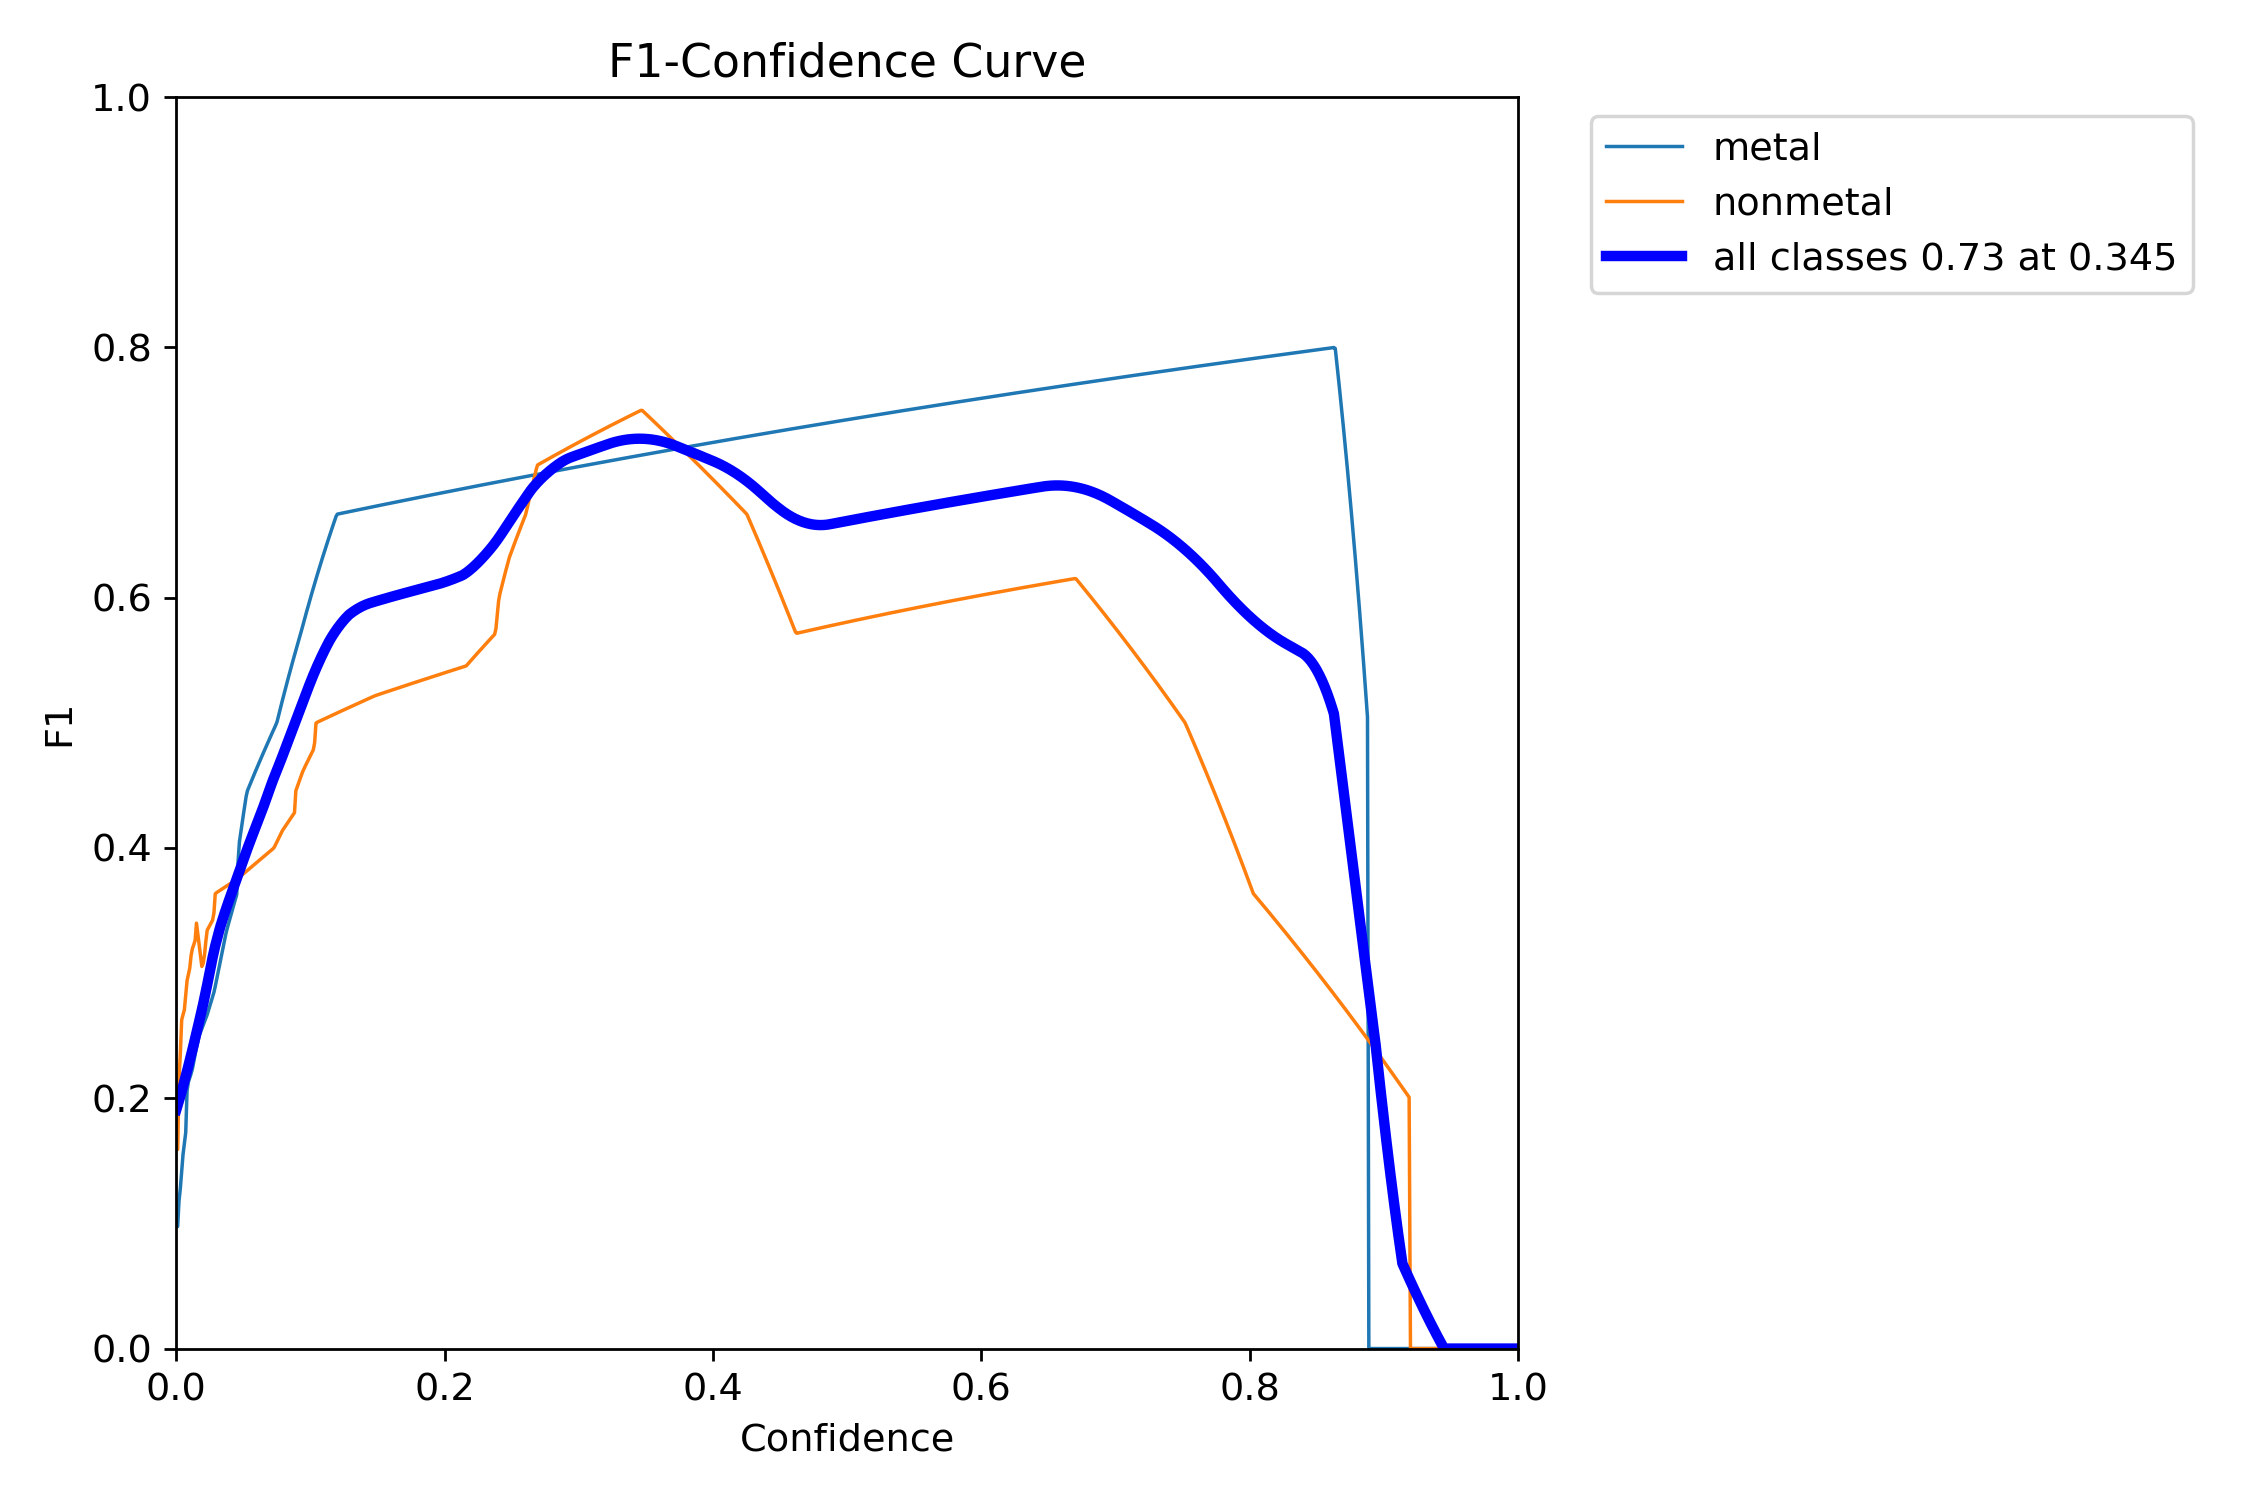 F1-Confidence Curve
1.0
0.8
0.6
0.4
0.2
0.0
F1
0.0 0.2 0.4 0.6 0.8 1.0
Confidence
metal
nonmetal
all classes 0.73 at 0.345